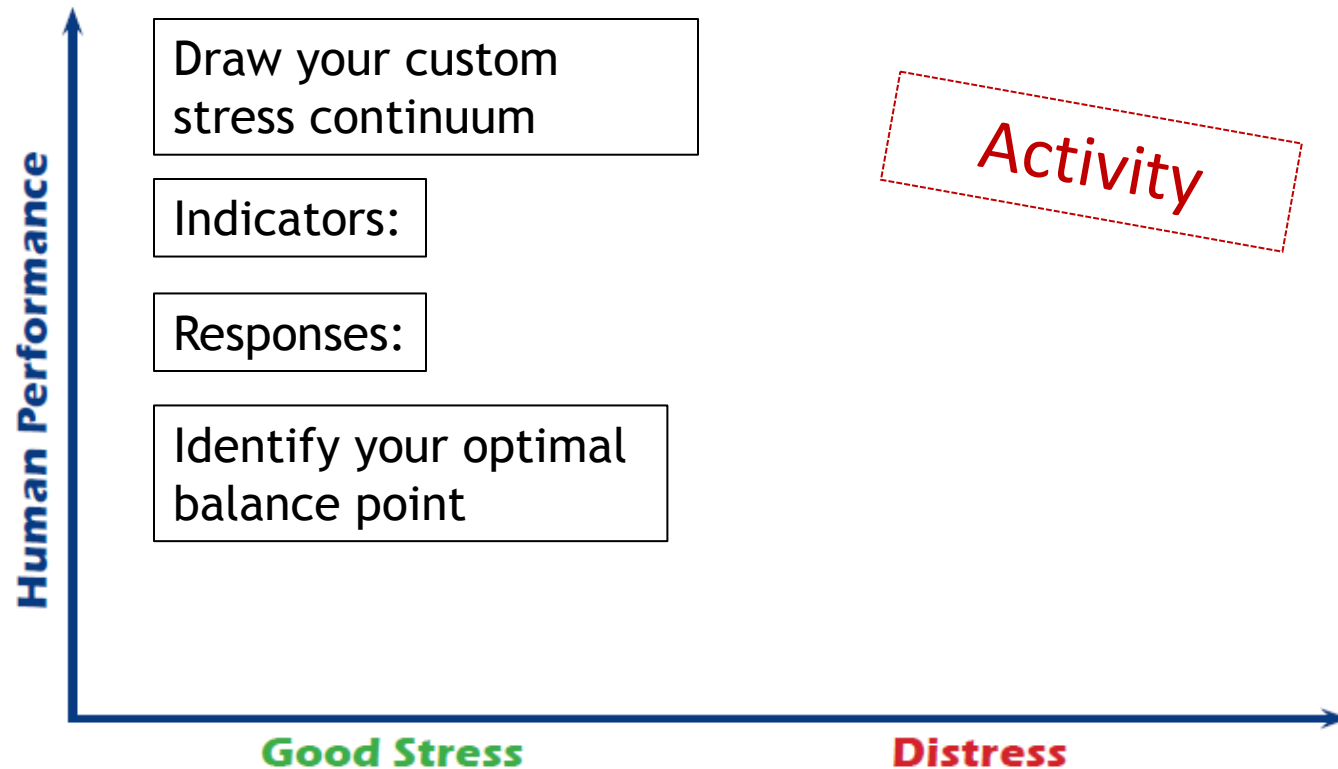 Draw your custom
stress continuum
Activity
Indicators:
Responses:
Identify your optimal
balance point
Human Performance
Good Stress
Distress